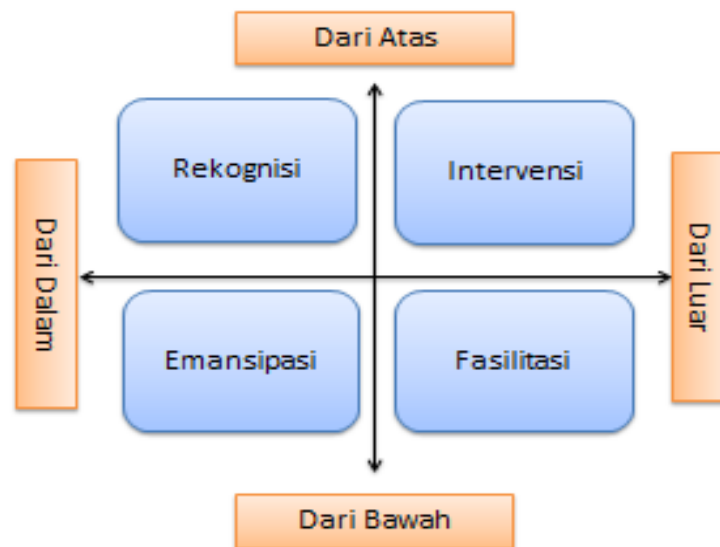 Dari Atas
Rekognisi
Intervensi
Dari Dalam
Dari Luar
Emansipasi
Fasilitasi
Dari Bawah